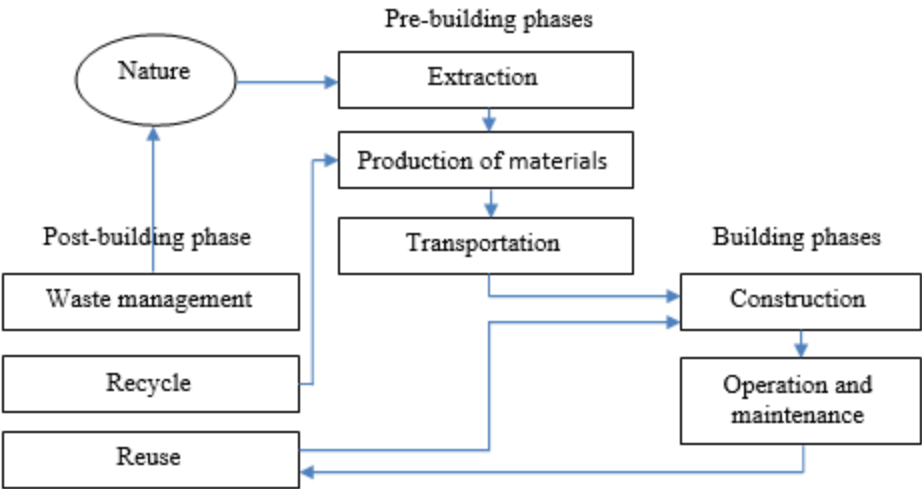 Pre-building phases
Nature
Extraction
Production of materials
Post-building phase
Transportation
Building phases
Waste management
Construction
Recycle
Operation and
maintenance
Reuse